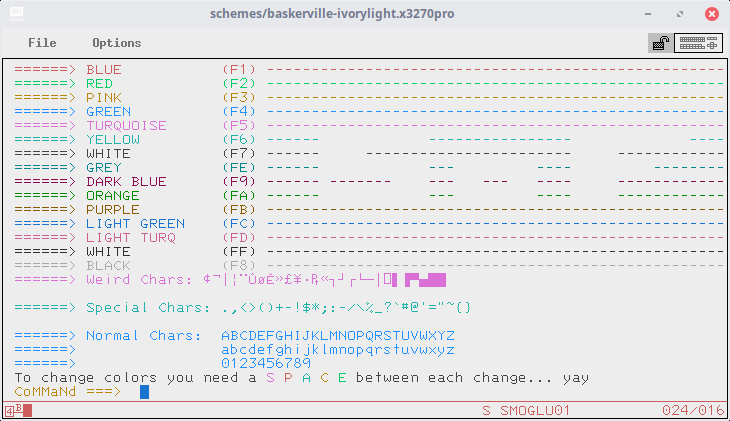 schemes/baskerville-ivorylight.x3270pro
File Options
======> BLUE (F1) ---------------------------------------
======> RED (F2) ---------------------------------------
======> PINK (F3) ---------------------------------------
======> GREEN (F4)
======> TURQUOISE (F5)
======> YELLOW (F6)
======> WHITE (F7)
======> GREY (FE)
======> DARK BLUE (F9)
======> ORANGE (FA)
======> PURPLE (FB)
======> LIGHT GREEN (FC)
======> LIGHT TURQ (FD)
======> WHITE (FF)
======> BLACK (F8)
======> Weird Chars:
======> Special Chars: .,<>()+-!$*;:-/\%_?`#@'="~{}
======> Normal Chars: ABCDEFGHIJKLMNOPQRSTUVWXYZ
======> abcdefghijklmnopqrstuvwxyz
======> 0123456789
To change colors you need a S P A C E between each change... yay
CoMMaNd ===>
4 B S SMOGLU01 024/016